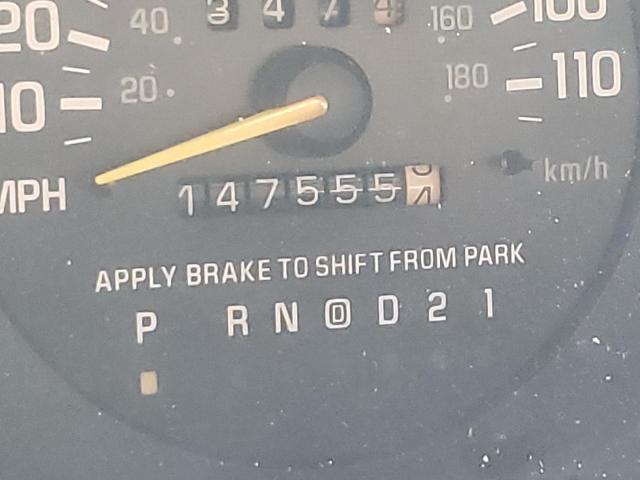 20 40 3 4 7 160 100
10 20 180 110
MPH 147555 km/h
APPLY BRAKE TO SHIFT FROM PARK
P R N D D 2 1